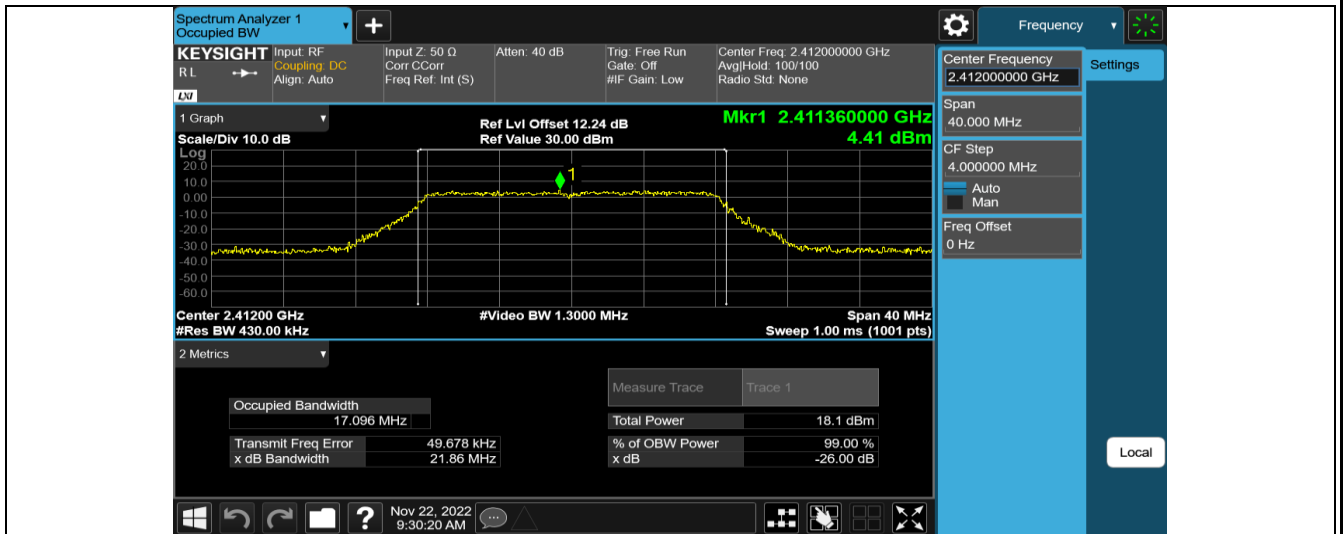 Spectrum Analyzer 1
Occupied BW
Frequency
KEYSIGHT
R L
LXI
Input: RF
Coupling: DC
Align: Auto
Input Z: 50 Ω
Corr CCorr
Freq Ref: Int (S)
Atten: 40 dB
Trig: Free Run
Gate: Off
#IF Gain: Low
Center Freq: 2.412000000 GHz
Avg|Hold: 100/100
Radio Std: None
1 Graph
Scale/Div 10.0 dB
Ref Lvl Offset 12.24 dB
Ref Value 30.00 dBm
Mkr1 2.411360000 GHz
4.41 dBm
Log
20.0
10.0
0.00
-10.0
-20.0
-30.0
-40.0
-50.0
-60.0
1
Center 2.41200 GHz
#Video BW 1.3000 MHz
Span 40 MHz
#Res BW 430.00 kHz
Sweep 1.00 ms (1001 pts)
2 Metrics
Measure Trace Trace 1
Occupied Bandwidth
17.096 MHz
Total Power 18.1 dBm
Transmit Freq Error 49.678 kHz
% of OBW Power 99.00 %
x dB Bandwidth 21.86 MHz
x dB -26.00 dB
Center Frequency
2.412000000 GHz
Settings
Span
40.000 MHz
CF Step
4.000000 MHz
Auto
Man
Freq Offset
0 Hz
Local
?
Nov 22, 2022
9:30:20 AM